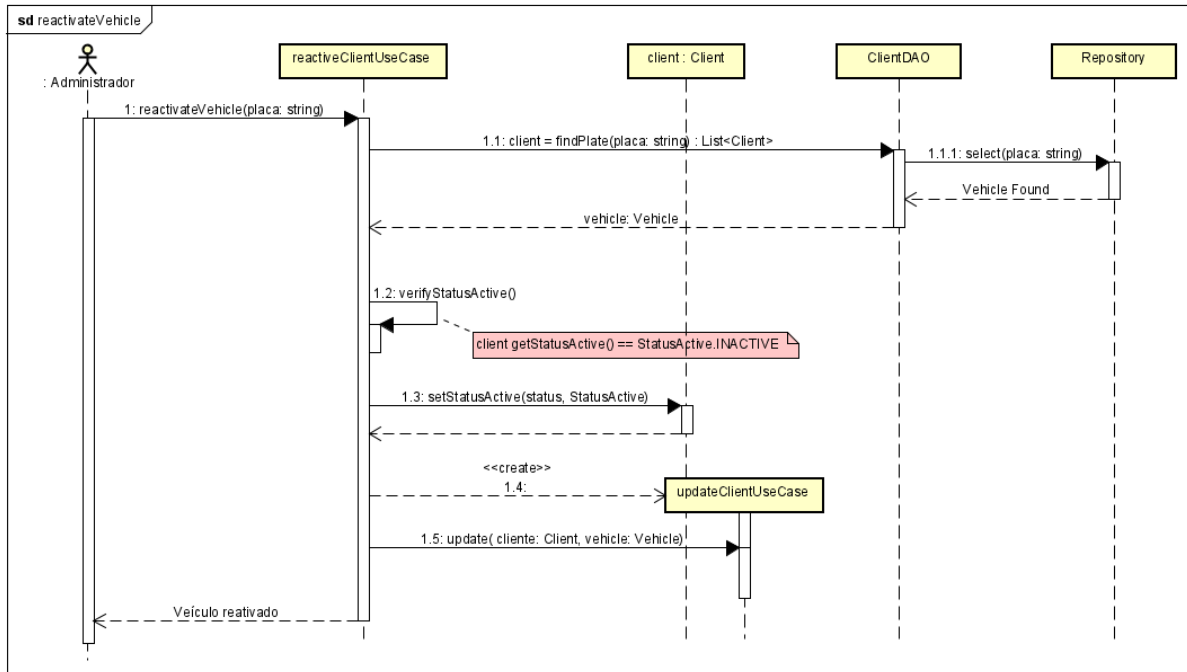 sd reactivateVehicle
: Administrador
reactiveClientUseCase
client : Client
ClientDAO
Repository
1: reactivateVehicle(placa: string)
1.1: client = findPlate(placa: string) : List<Client>
1.1.1: select(placa: string)
Vehicle Found
vehicle: Vehicle
1.2: verifyStatusActive()
client getStatusActive() == StatusActive.INACTIVE
1.3: setStatusActive(status, StatusActive)
<<create>>
1.4:
updateClientUseCase
1.5: update( cliente: Client, vehicle: Vehicle)
Veículo reativado